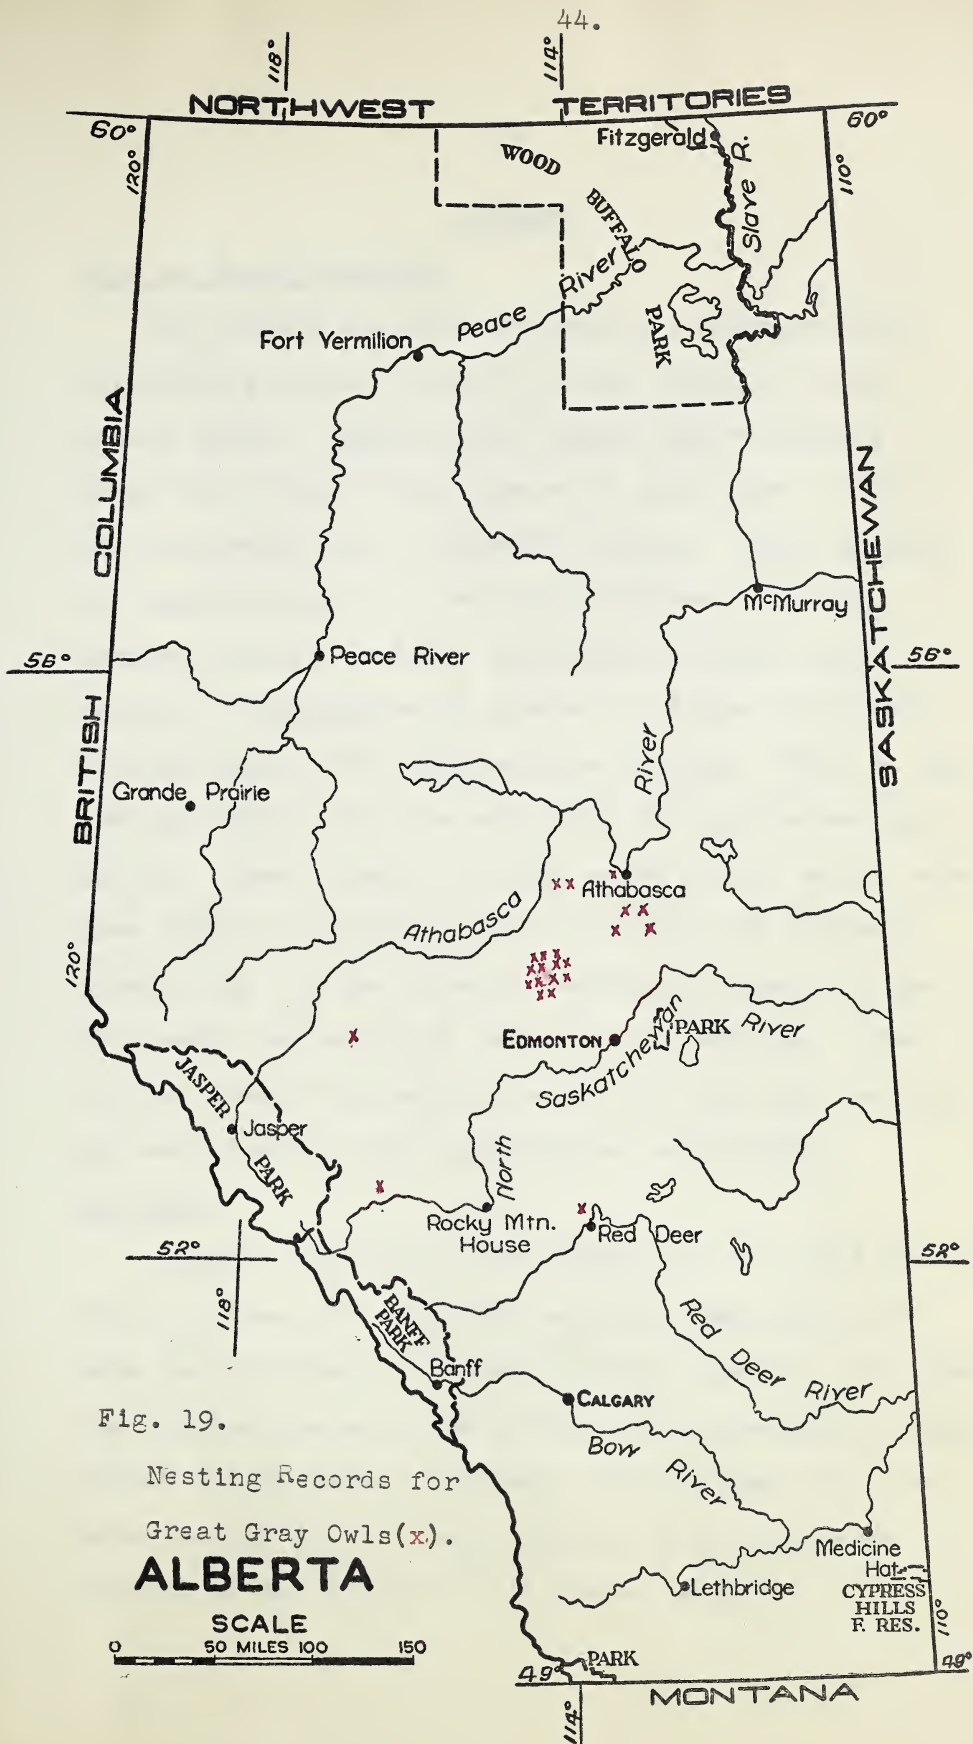 44.
118°
114°
NORTHWEST TERRITORIES
60°
60°
120°
110°
WOOD
BUFFALO
PARK
Fitzgerald
Slave R.
Peace River
Fort Vermilion
BRITISH COLUMBIA
SASKATCHEWAN
McMurray
56°
56°
Peace River
River
Grande Prairie
Athabasca
Athabasca
120°
EDMONTON
Saskatchewan
PARK
River
JASPER
PARK
Jasper
North
Rocky Mtn.
House
Red Deer
52°
52°
118°
BANFF
PARK
Banff
Red Deer River
CALGARY
Bow River
Fig. 19.
Nesting Records for
Great Gray Owls(x).
ALBERTA
SCALE
0 50 MILES 100 150
Medicine
Hat
CYPRESS
HILLS
F. RES.
Lethbridge
110°
PARK
49°
49°
MONTANA
114°